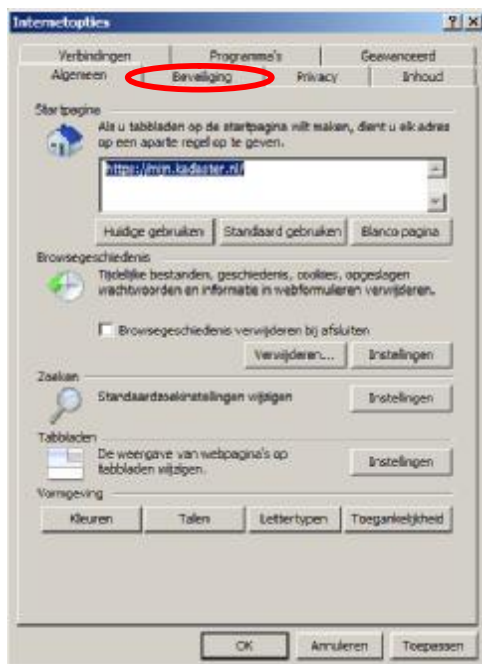 Internetopties
Verbindingen Programma's Geavanceerd
Algemeen Beveiliging Privacy Inhoud
Startpagina
Als u tabbladen op de startpagina wilt maken, dient u elk adres
op een aparte regel op te geven.
https://mijn.kadaster.nl/
Huidige gebruiken Standaard gebruiken Blanco pagina
Browsegeschiedenis
Tijdelijke bestanden, geschiedenis, cookies, opgeslagen
wachtwoorden en informatie in webformulieren verwijderen.
Browsegeschiedenis verwijderen bij afsluiten
Verwijderen... Instellingen
Zoeken
Standaardzoekinstellingen wijzigen Instellingen
Tabbladen
De weergave van webpagina's op
tabbladen wijzigen. Instellingen
Vormgeving
Kleuren Talen Lettertypen Toegankelijkheid
OK Annuleren Toepassen